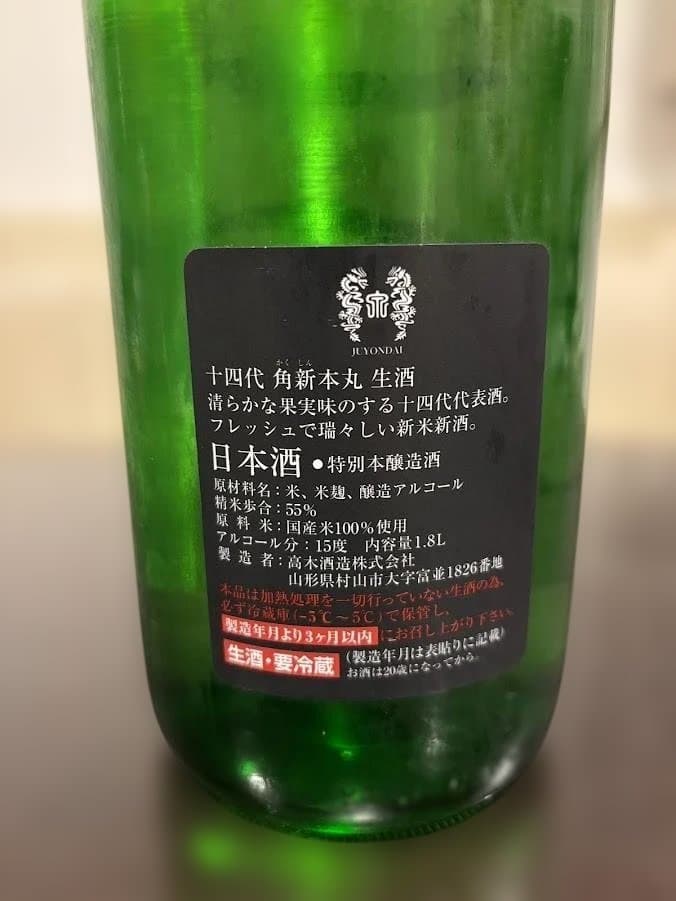 JUYONDAI
かくしん
十四代 角新本丸 生酒
清らかな果実味のする十四代代表酒。
フレッシュで瑞々しい新米新酒。
日本酒 ●特別本醸造酒
原材料名：米、米麹、醸造アルコール
精米歩合：55%
原料米：国産米100%使用
アルコール分：15度 内容量1.8L
製造者：高木酒造株式会社
山形県村山市大字富並1826番地
本品は加熱処理を一切行っていない生酒の為、
必ず冷蔵庫(-5℃～5℃)で保管し、
製造年月より3ヶ月以内にお召し上がり下さい。
生酒・要冷蔵 (製造年月は表貼りに記載)
お酒は20歳になってから。